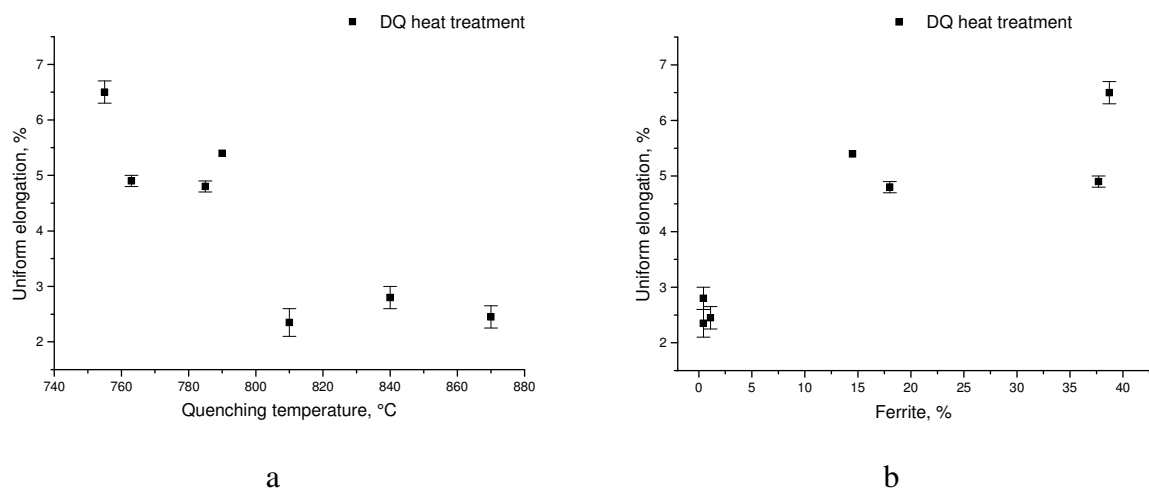 DQ heat treatment
7
6
5
4
3
2
Uniform elongation, %
740 760 780 800 820 840 860 880
Quenching temperature, °C
a
DQ heat treatment
7
6
5
4
3
2
Uniform elongation, %
0 5 10 15 20 25 30 35 40
Ferrite, %
b